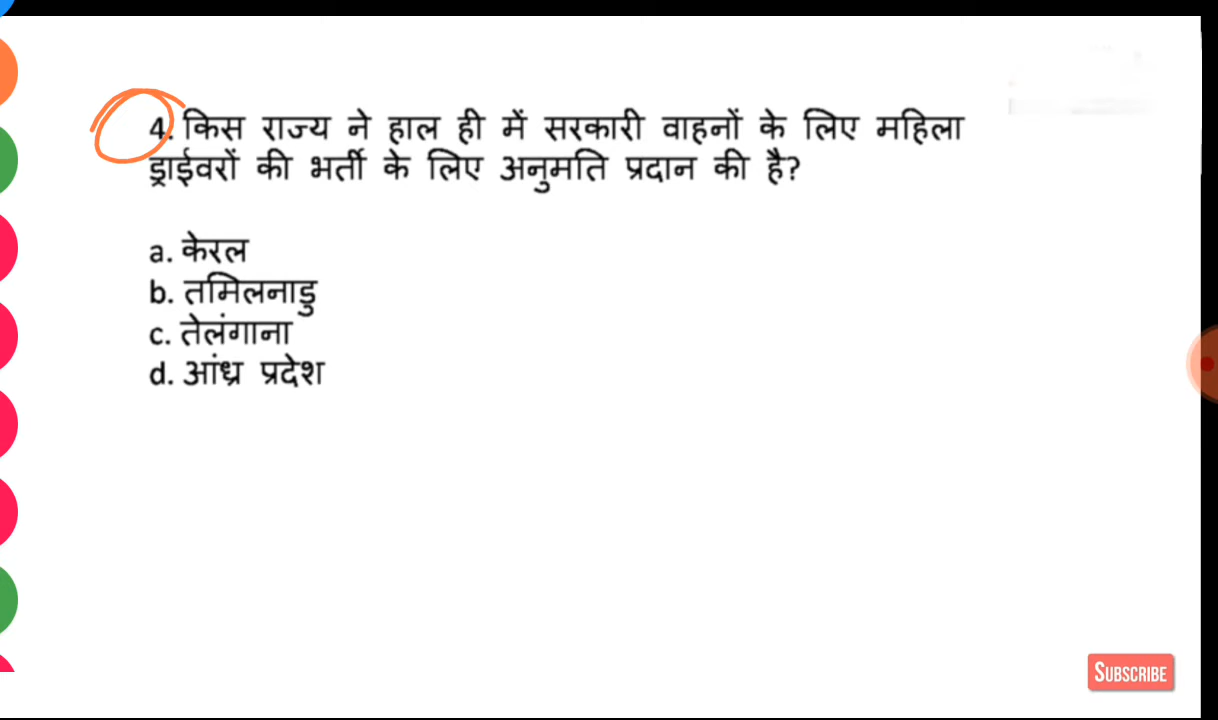 4. किस राज्य ने हाल ही में सरकारी वाहनों के लिए महिला
ड्राईवरों की भर्ती के लिए अनुमति प्रदान की है?
a. केरल
b. तमिलनाडु
c. तेलंगाना
d. आंध्र प्रदेश
SUBSCRIBE